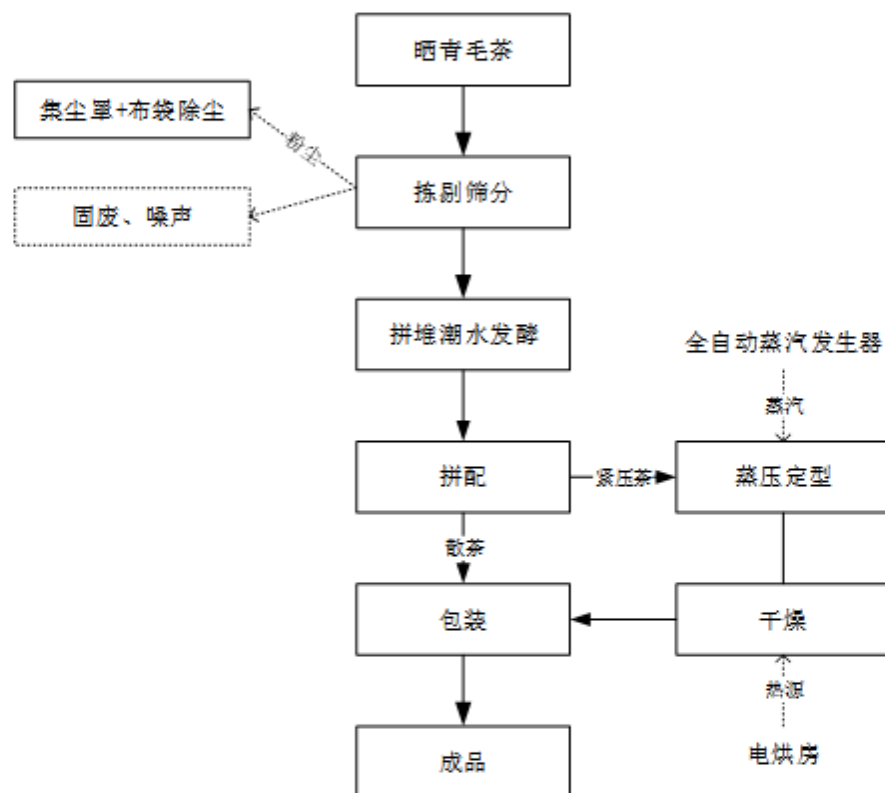 晒青毛茶
集尘罩+布袋除尘
粉尘
拣剔筛分
固废、噪声
拼堆潮水发酵
全自动蒸汽发生器
蒸汽
拼配
紧压茶
蒸压定型
散茶
包装
干燥
热源
成品
电烘房